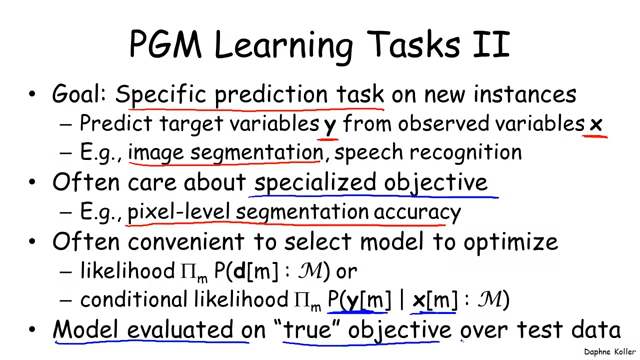 PGM Learning Tasks II
• Goal: Specific prediction task on new instances
– Predict target variables y from observed variables x
– E.g., image segmentation, speech recognition
• Often care about specialized objective
– E.g., pixel-level segmentation accuracy
• Often convenient to select model to optimize
– likelihood Πm P(d[m] : ℳ) or
– conditional likelihood Πm P(y[m] | x[m] : ℳ)
• Model evaluated on "true" objective over test data
Daphne Koller